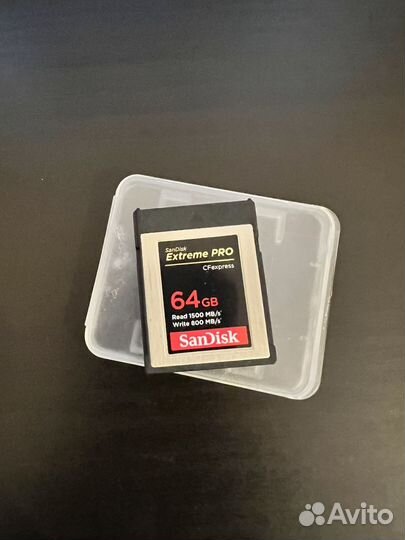 SanDisk
Extreme PRO
CFexpress
64GB
Read 1500 MB/s
Write 800 MB/s
SanDisk
Avito